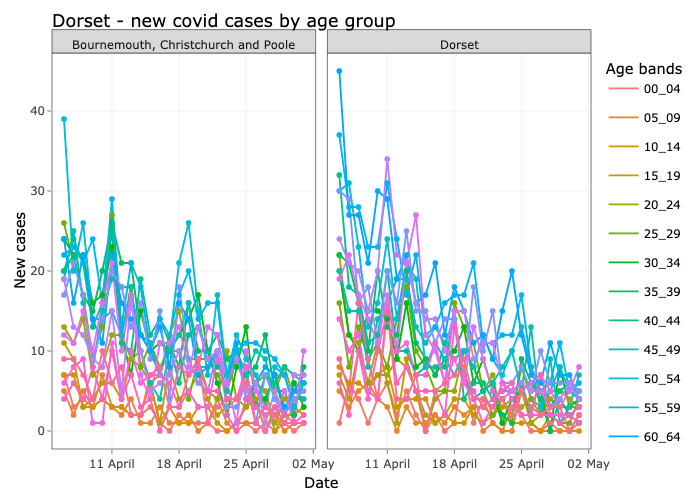 Dorset - new covid cases by age group
Bournemouth, Christchurch and Poole
Dorset
New cases
40
30
20
10
0
11 April
18 April
25 April
02 May
11 April
18 April
25 April
02 May
Date
Age bands
00_04
05_09
10_14
15_19
20_24
25_29
30_34
35_39
40_44
45_49
50_54
55_59
60_64